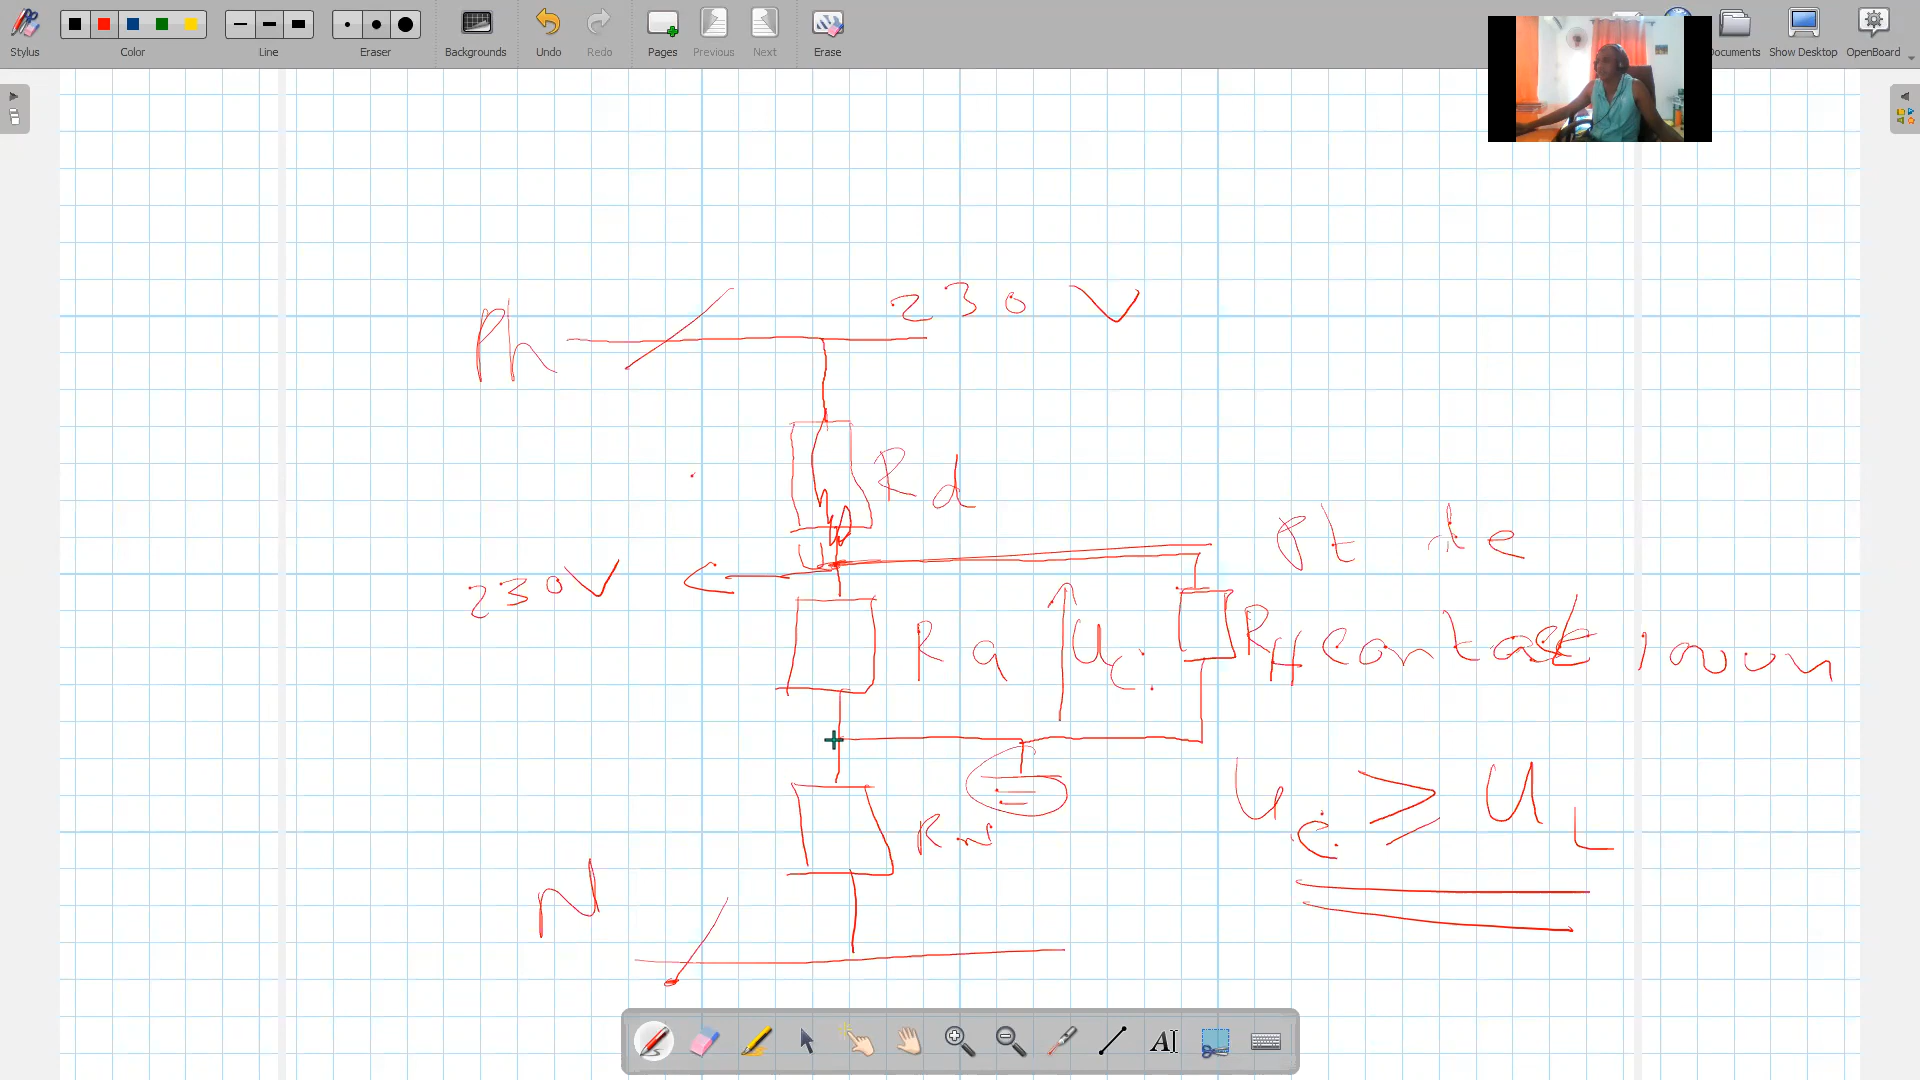 Stylus
Color
Line
Eraser
Backgrounds
Undo
Redo
Pages
Previous
Next
Erase
Documents
Show Desktop
OpenBoard
230 V
Ph
Rd
Pt de
230V
U
Ra
Uc
RH
contact
Rn
Uc ≥ UL
N